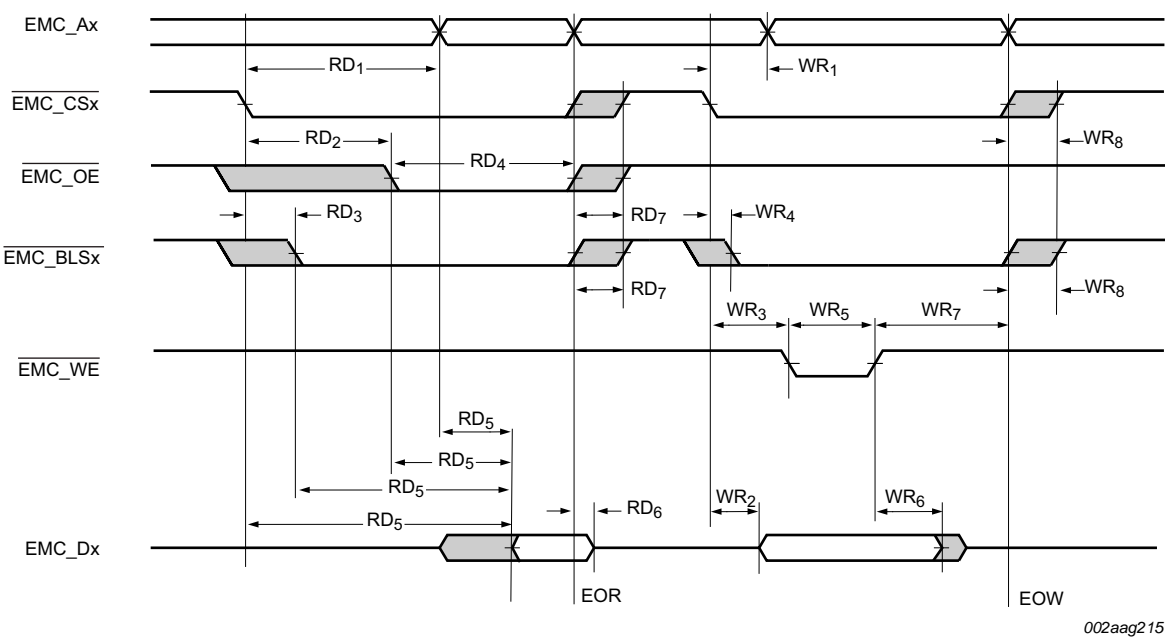 EMC_Ax
RD1
WR1
EMC_CSx
RD2
RD4
WR8
EMC_OE
RD3
RD7
WR4
EMC_BLSx
RD7
WR8
WR3
WR5
WR7
EMC_WE
RD5
RD5
RD5
RD5
RD6
WR2
WR6
EMC_Dx
EOR
EOW
002aag215